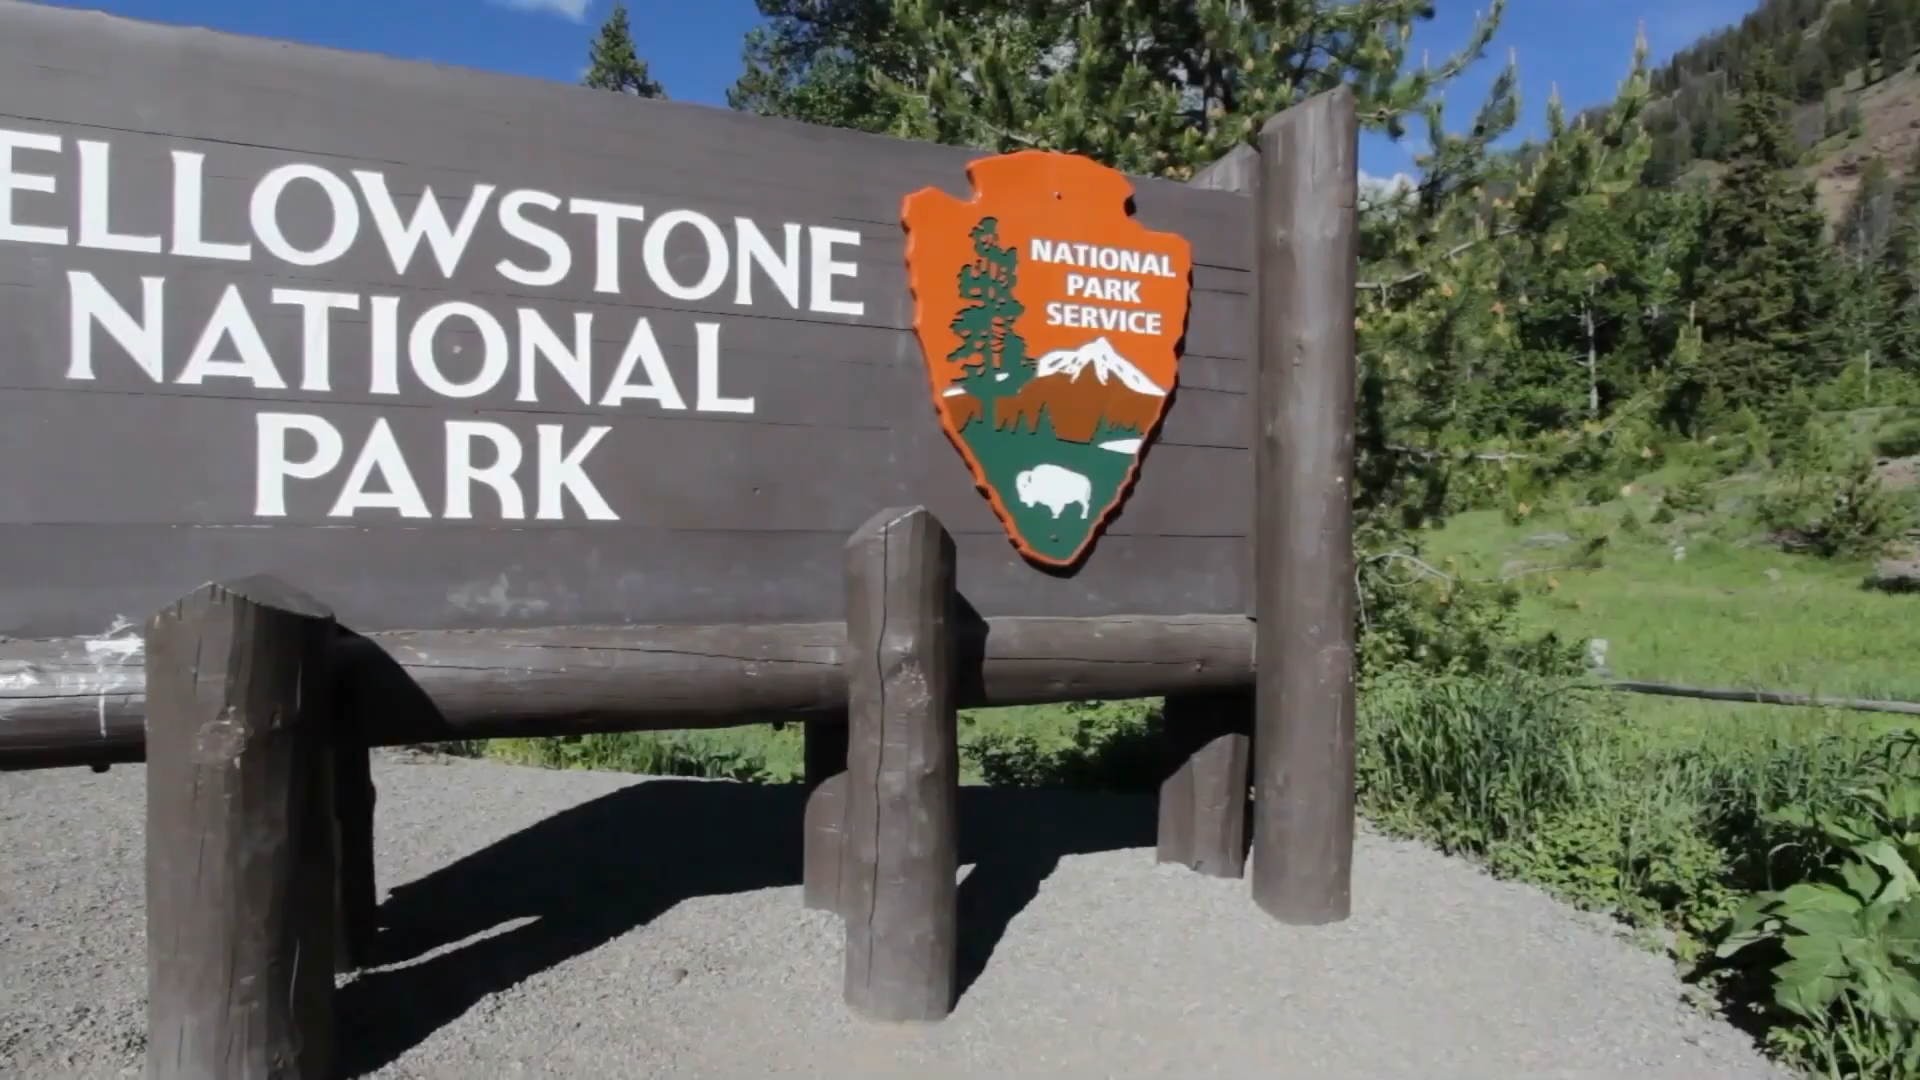 ELLOWSTONE
NATIONAL
PARK
NATIONAL
PARK
SERVICE